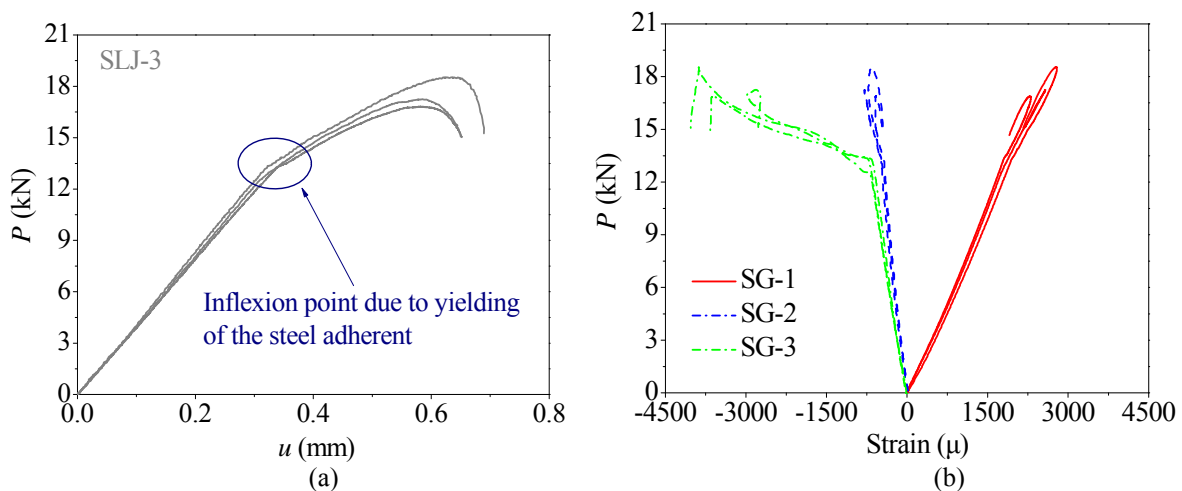 SLJ-3
P (kN)
21
18
15
12
9
6
3
0
Inflexion point due to yielding
of the steel adherent
0.0 0.2 0.4 0.6 0.8
u (mm)
(a)
P (kN)
21
18
15
12
9
6
3
0
SG-1
SG-2
SG-3
-4500 -3000 -1500 0 1500 3000 4500
Strain (μ)
(b)